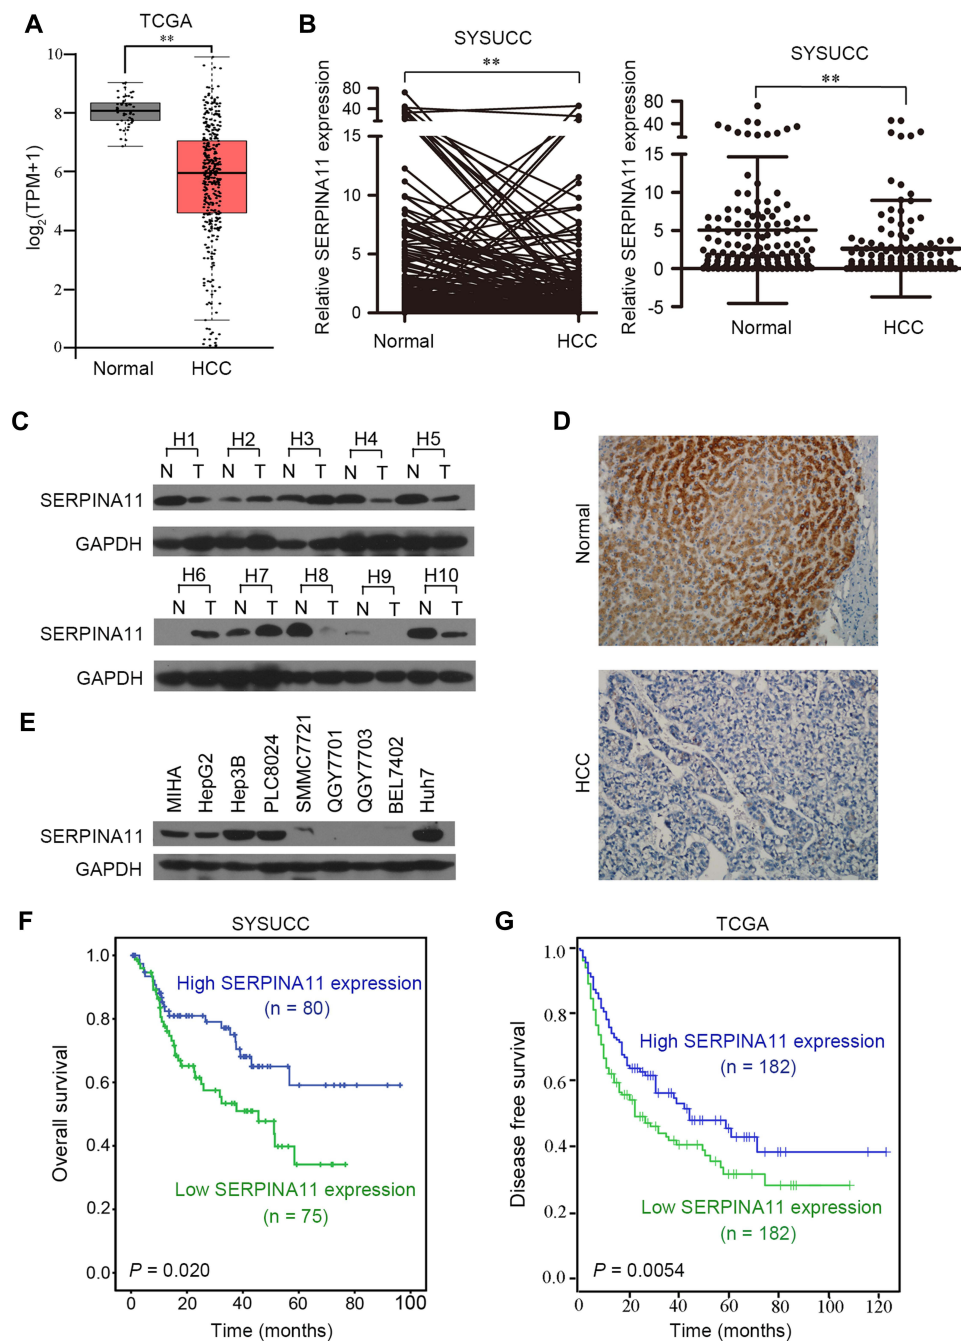 A
TCGA
**
log2(TPM+1)
10
8
6
4
2
0
Normal
HCC
B
SYSUCC
**
Relative SERPINA11 expression
80
40
15
10
5
0
Normal
HCC
SYSUCC
**
Relative SERPINA11 expression
80
40
15
10
5
0
-5
Normal
HCC
C
H1 H2 H3 H4 H5
N T N T N T N T N T
SERPINA11
GAPDH
H6 H7 H8 H9 H10
N T N T N T N T N T
SERPINA11
GAPDH
D
Normal
HCC
E
MIHA
HepG2
Hep3B
PLC8024
SMMC7721
QGY7701
QGY7703
BEL7402
Huh7
SERPINA11
GAPDH
F
SYSUCC
Overall survival
1.0
0.8
0.6
0.4
0.2
0.0
High SERPINA11 expression
(n = 80)
Low SERPINA11 expression
(n = 75)
P = 0.020
0 20 40 60 80 100
Time (months)
G
TCGA
Disease free survival
1.0
0.8
0.6
0.4
0.2
0.0
High SERPINA11 expression
(n = 182)
Low SERPINA11 expression
(n = 182)
P = 0.0054
0 20 40 60 80 100 120
Time (months)